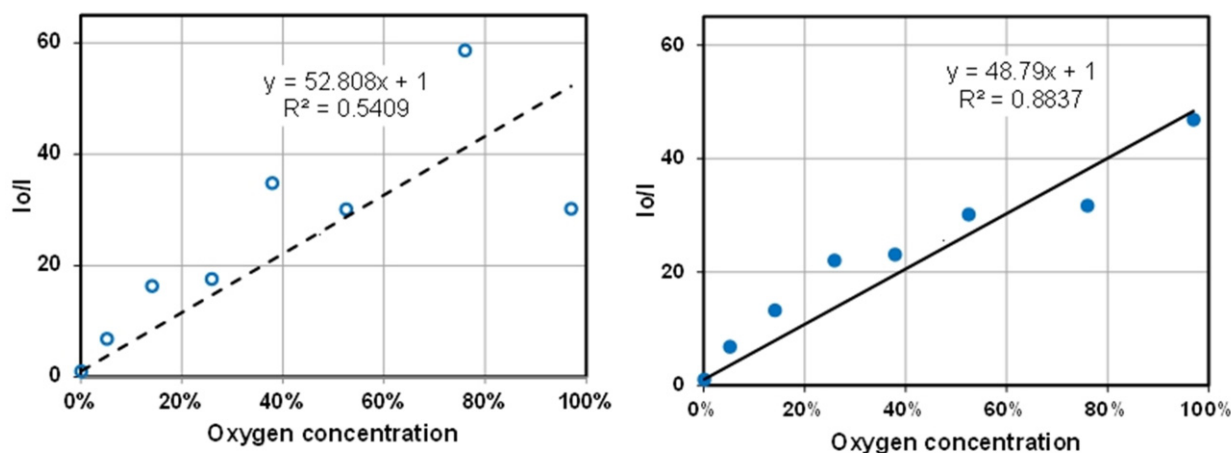 60
40
20
0
Io/I
y = 52.808x + 1
R² = 0.5409
0% 20% 40% 60% 80% 100%
Oxygen concentration
60
40
20
0
Io/I
y = 48.79x + 1
R² = 0.8837
0% 20% 40% 60% 80% 100%
Oxygen concentration